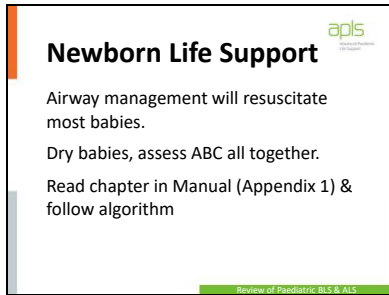 apls
Advanced Paediatric
Life Support
Newborn Life Support
Airway management will resuscitate
most babies.
Dry babies, assess ABC all together.
Read chapter in Manual (Appendix 1) &
follow algorithm
Review of Paediatric BLS & ALS